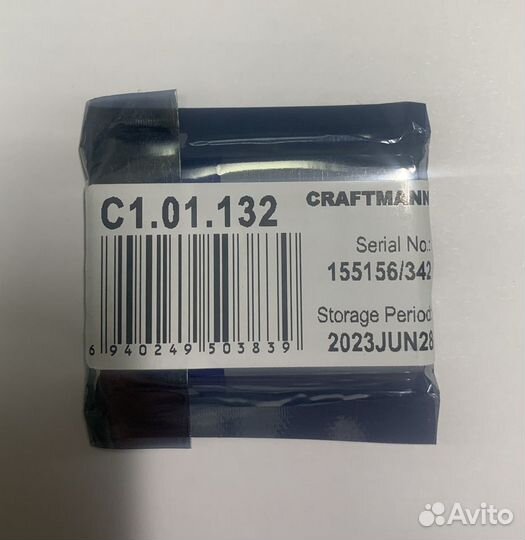 C1.01.132
CRAFTMANN
Serial No.:
155156/342
Storage Period
2023JUN28
6 940249 503839
Avito